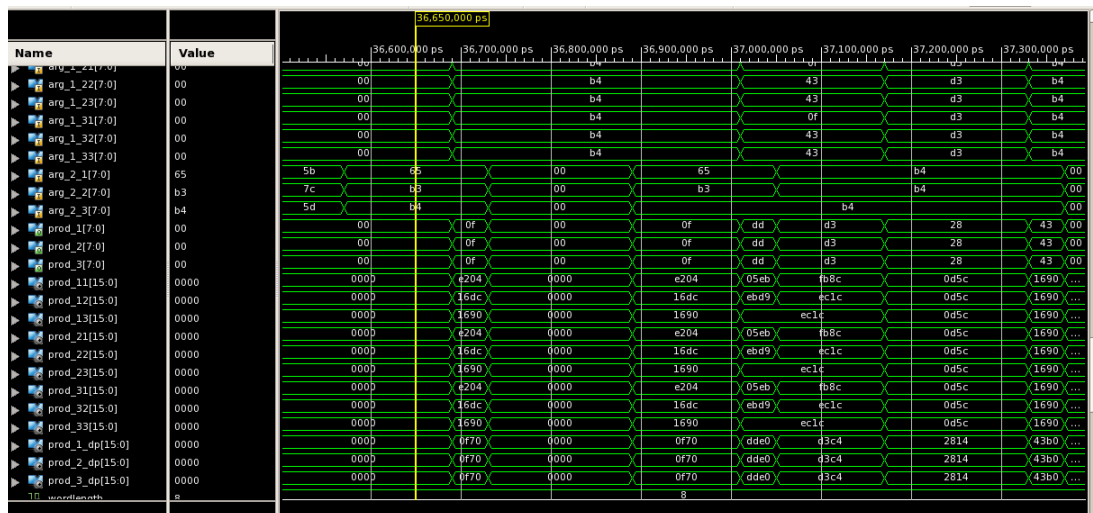 36,650,000 ps
Name Value 36,600,000 ps 36,700,000 ps 36,800,000 ps 36,900,000 ps 37,000,000 ps 37,100,000 ps 37,200,000 ps 37,300,000 ps
arg_1_21[7:0] 00 00 b4 0f d3 b4
arg_1_22[7:0] 00 00 b4 43 d3 b4
arg_1_23[7:0] 00 00 b4 43 d3 b4
arg_1_31[7:0] 00 00 b4 0f d3 b4
arg_1_32[7:0] 00 00 b4 43 d3 b4
arg_1_33[7:0] 00 00 b4 43 d3 b4
arg_2_1[7:0] 65 5b 65 00 65 b4 00
arg_2_2[7:0] b3 7c b3 00 b3 b4 00
arg_2_3[7:0] b4 5d b4 00 b4 00
prod_1[7:0] 00 00 0f 00 0f dd d3 28 43 00
prod_2[7:0] 00 00 0f 00 0f dd d3 28 43 00
prod_3[7:0] 00 00 0f 00 0f dd d3 28 43 00
prod_11[15:0] 0000 0000 e204 0000 e204 05eb fb8c 0d5c 1690 ...
prod_12[15:0] 0000 0000 16dc 0000 16dc ebd9 ec1c 0d5c 1690 ...
prod_13[15:0] 0000 0000 1690 0000 1690 ec1c 0d5c 1690 ...
prod_21[15:0] 0000 0000 e204 0000 e204 05eb fb8c 0d5c 1690 ...
prod_22[15:0] 0000 0000 16dc 0000 16dc ebd9 ec1c 0d5c 1690 ...
prod_23[15:0] 0000 0000 1690 0000 1690 ec1c 0d5c 1690 ...
prod_31[15:0] 0000 0000 e204 0000 e204 05eb fb8c 0d5c 1690 ...
prod_32[15:0] 0000 0000 16dc 0000 16dc ebd9 ec1c 0d5c 1690 ...
prod_33[15:0] 0000 0000 1690 0000 1690 ec1c 0d5c 1690 ...
prod_1_dp[15:0] 0000 0000 0f70 0000 0f70 dde0 d3c4 2814 43b0 ...
prod_2_dp[15:0] 0000 0000 0f70 0000 0f70 dde0 d3c4 2814 43b0 ...
prod_3_dp[15:0] 0000 0000 0f70 0000 0f70 dde0 d3c4 2814 43b0 ...
wordlength 8 8